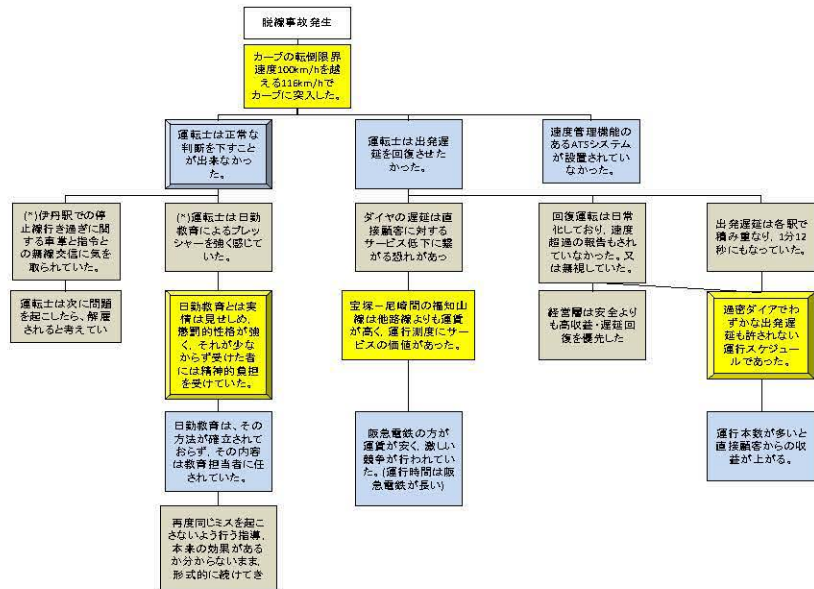 脱線事故発生
カーブの転倒限界
速度100km/hを越
える116km/hで
カーブに突入した。
運転士は正常な
判断を下すこと
が出来なかっ
た。
運転士は出発遅
延を回復させた
かった。
速度管理機能の
あるATSシステム
が設置されてい
なかった。
(*)伊丹駅での停
止線行き過ぎに関
する車掌と指令と
の無線交信に気を
取られていた。
(*)運転士は日勤
教育によるプレッ
シャーを強く感じて
いた。
ダイヤの遅延は直
接顧客に対する
サービス低下に繋
がる恐れがあっ
回復運転は日常
化しており、速度
超過の報告もされ
ていなかった。又
は無視していた。
出発遅延は各駅で
積み重なり、1分12
秒にもなっていた。
運転士は次に問題
を起こしたら、解雇
されると考えてい
日勤教育とは実
績は見せしめ、
懲罰的性格が強
く、それが少なか
らず受けた者
には精神的負担
を受けていた。
宝塚－尼崎間の福知山
線は他路線よりも運賃
が高く、運行測度にサー
ビスの価値があった。
経営層は安全より
も高収益・遅延回
復を優先した
過密ダイアでわ
ずかな出発遅
延も許されない
運行スケジュー
ルであった。
日勤教育は、その
方法が確立されて
おらず、その内容
は教育担当者に任
されていた。
阪急電鉄の方が
運賃が安く、激しい
競争が行われてい
た。(運行時間は阪
急電鉄が長い)
運行本数が多いと
直接顧客からの収
益が上がる。
再度同じミスを起こ
さないよう行う指導、
本来の効果がある
か分からないまま、
形式的に続けてき